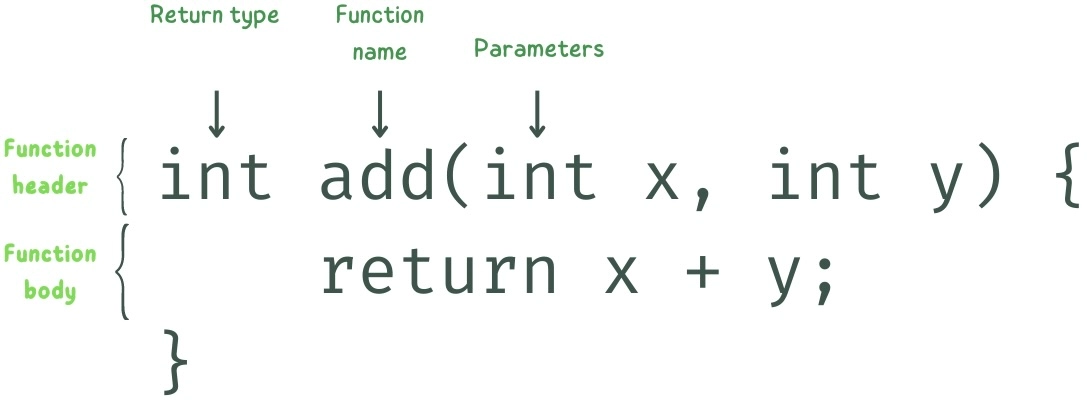 Return type
Function
name
Parameters
Function
header
int add(int x, int y) {
Function
body
return x + y;
}